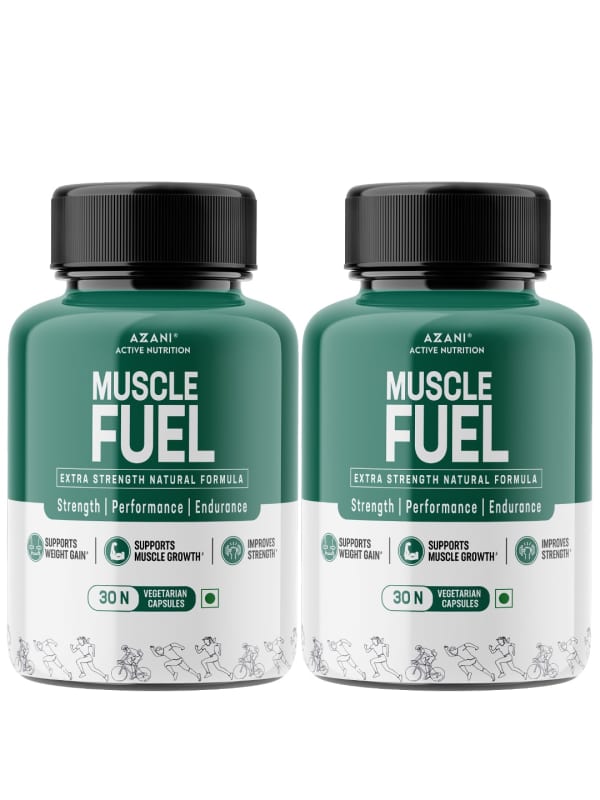 AZANI®
ACTIVE NUTRITION
MUSCLE
FUEL
EXTRA STRENGTH NATURAL FORMULA
Strength | Performance | Endurance
SUPPORTS
WEIGHT GAIN*
SUPPORTS
MUSCLE GROWTH*
IMPROVES
STRENGTH*
30 N
VEGETARIAN
CAPSULES
AZANI®
ACTIVE NUTRITION
MUSCLE
FUEL
EXTRA STRENGTH NATURAL FORMULA
Strength | Performance | Endurance
SUPPORTS
WEIGHT GAIN*
SUPPORTS
MUSCLE GROWTH*
IMPROVES
STRENGTH*
30 N
VEGETARIAN
CAPSULES